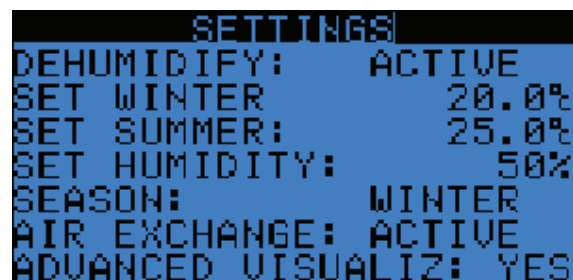 SETTINGS
DEHUMIDIFY: ACTIVE
SET WINTER 20.0℃
SET SUMMER: 25.0℃
SET HUMIDITY: 50%
SEASON: WINTER
AIR EXCHANGE: ACTIVE
ADVANCED VISUALIZ: YES